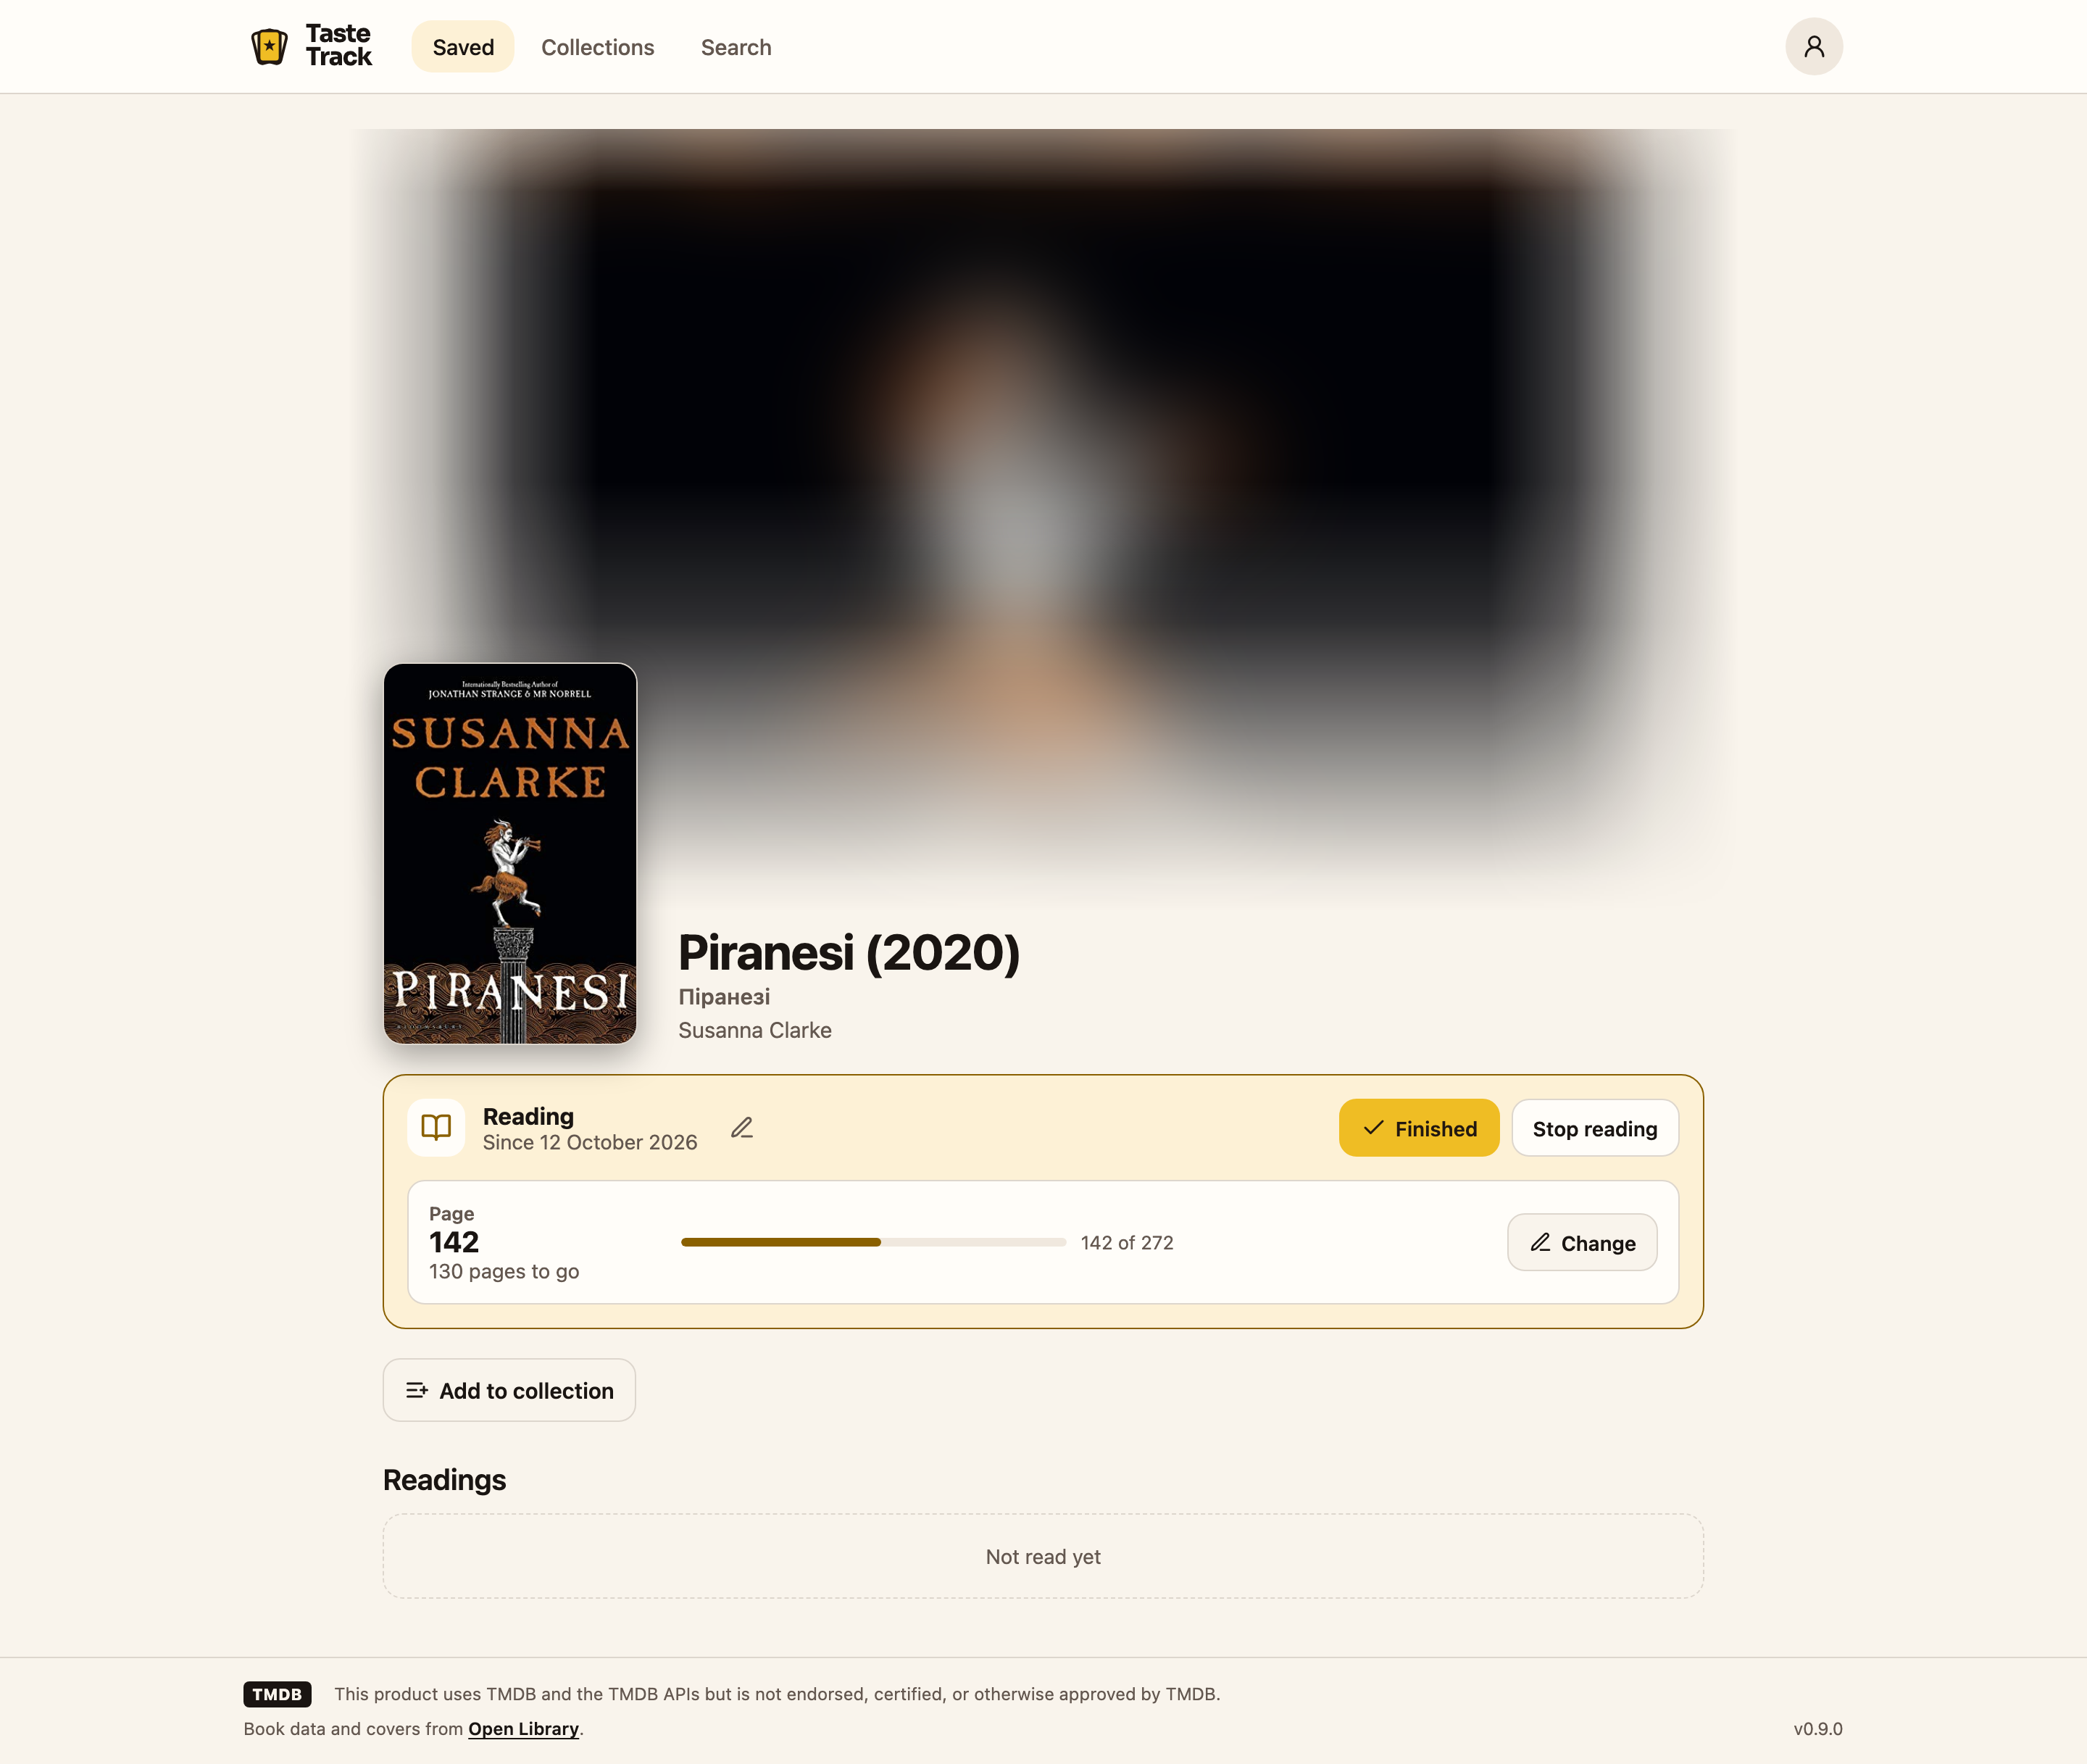 Taste
Track
Saved
Collections
Search
Internationally Bestselling Author of
JONATHAN STRANGE & MR NORRELL
SUSANNA
CLARKE
PIRANESI
BLOOMSBURY
Piranesi (2020)
Піранезі
Susanna Clarke
Reading
Since 12 October 2026
Finished
Stop reading
Page
142
130 pages to go
142 of 272
Change
Add to collection
Readings
Not read yet
TMDB This product uses TMDB and the TMDB APIs but is not endorsed, certified, or otherwise approved by TMDB.
Book data and covers from Open Library.
v0.9.0